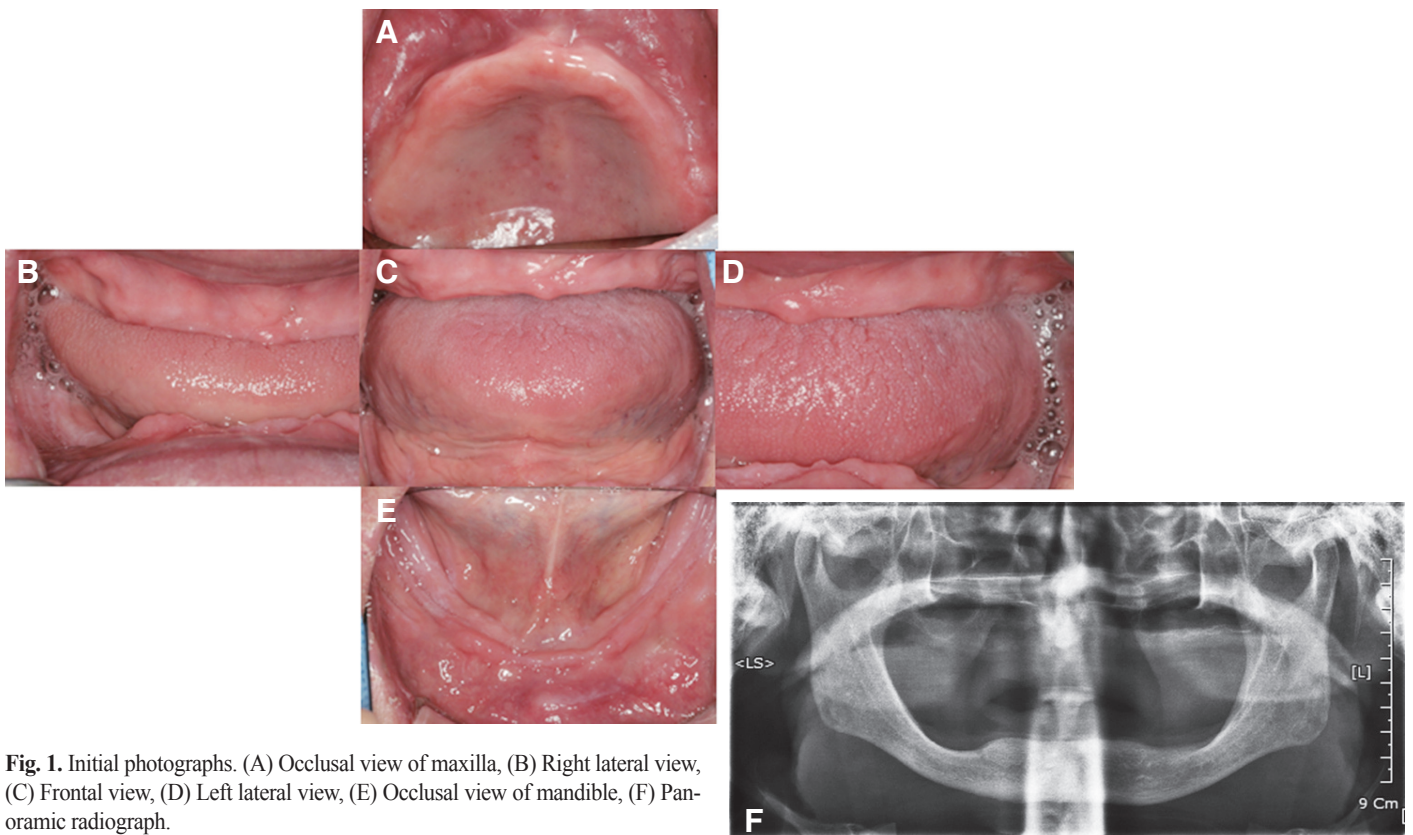 A
B
C
D
E
<LS>
[L]
9 Cm
F
Fig. 1. Initial photographs. (A) Occlusal view of maxilla, (B) Right lateral view,
(C) Frontal view, (D) Left lateral view, (E) Occlusal view of mandible, (F) Pan-
oramic radiograph.